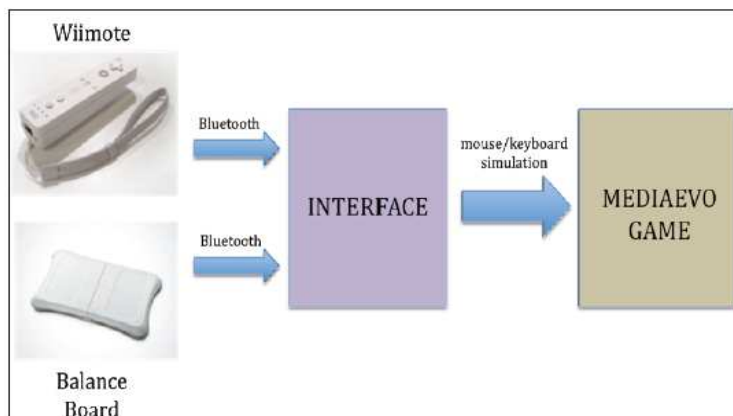 Wiimote
Bluetooth
INTERFACE
mouse/keyboard
simulation
MEDIAEVO
GAME
Bluetooth
Balance
Board